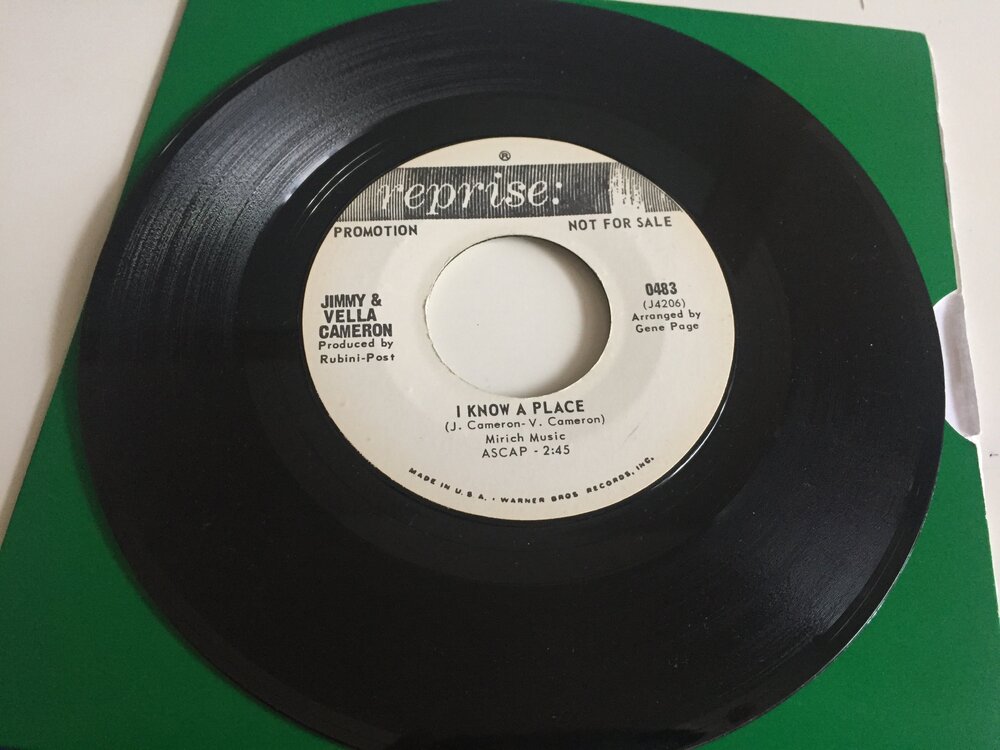 ®
reprise:
PROMOTION
NOT FOR SALE
JIMMY &
VELLA
CAMERON
Produced by
Rubini-Post
0483
(J4206)
Arranged by
Gene Page
I KNOW A PLACE
(J. Cameron-V. Cameron)
Mirich Music
ASCAP - 2:45
MADE IN U.S.A. • WARNER BROS RECORDS, INC.